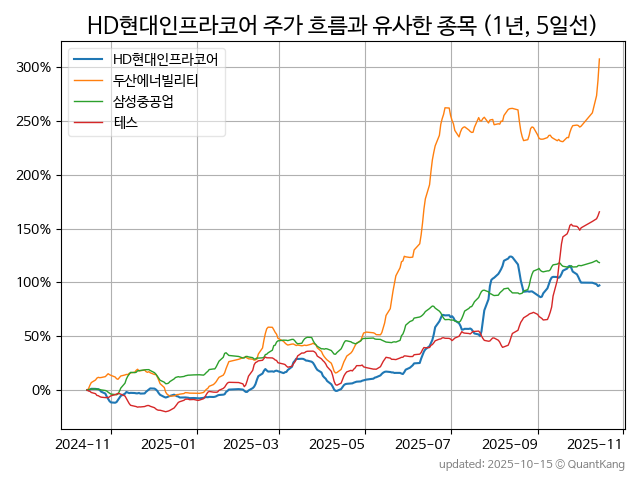 HD현대인프라코어 주가 흐름과 유사한 종목 (1년, 5일선)
HD현대인프라코어
두산에너빌리티
삼성중공업
테스
300%
250%
200%
150%
100%
50%
0%
2024-11 2025-01 2025-03 2025-05 2025-07 2025-09 2025-11
updated: 2025-10-15 © QuantKang